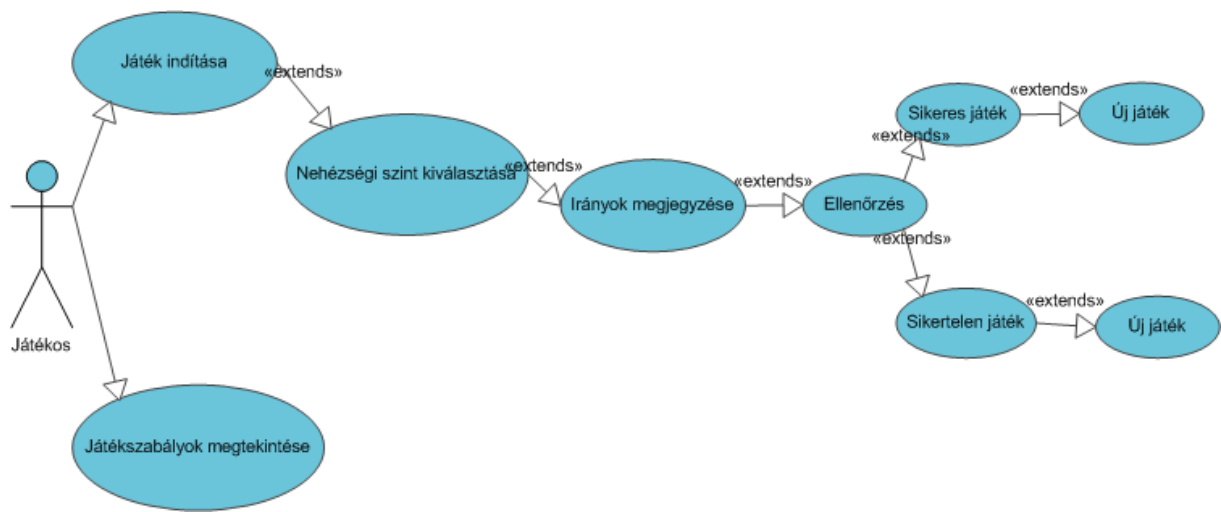 Játék indítása
«extends»
Nehézségi szint kiválasztása
«extends»
Irányok megjegyzése
«extends»
Ellenőrzés
«extends»
Sikeres játék
«extends»
Új játék
«extends»
Sikertelen játék
«extends»
Új játék
Játékos
Játékszabályok megtekintése